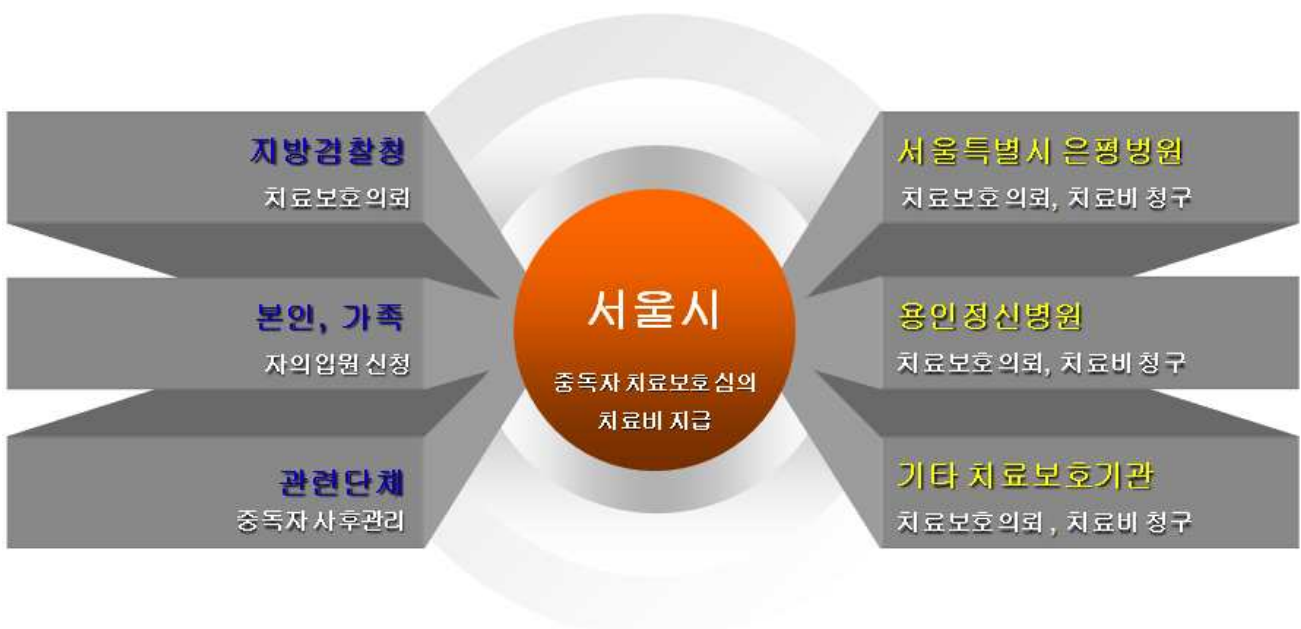 지방검찰청
치료보호의뢰
본인, 가족
자의입원 신청
관련단체
중독자 사후관리
서울시
중독자 치료보호 심의
치료비 지급
서울특별시 은평병원
치료보호의뢰, 치료비 청구
용인정신병원
치료보호의뢰, 치료비 청구
기타 치료보호기관
치료보호의뢰 , 치료비 청구